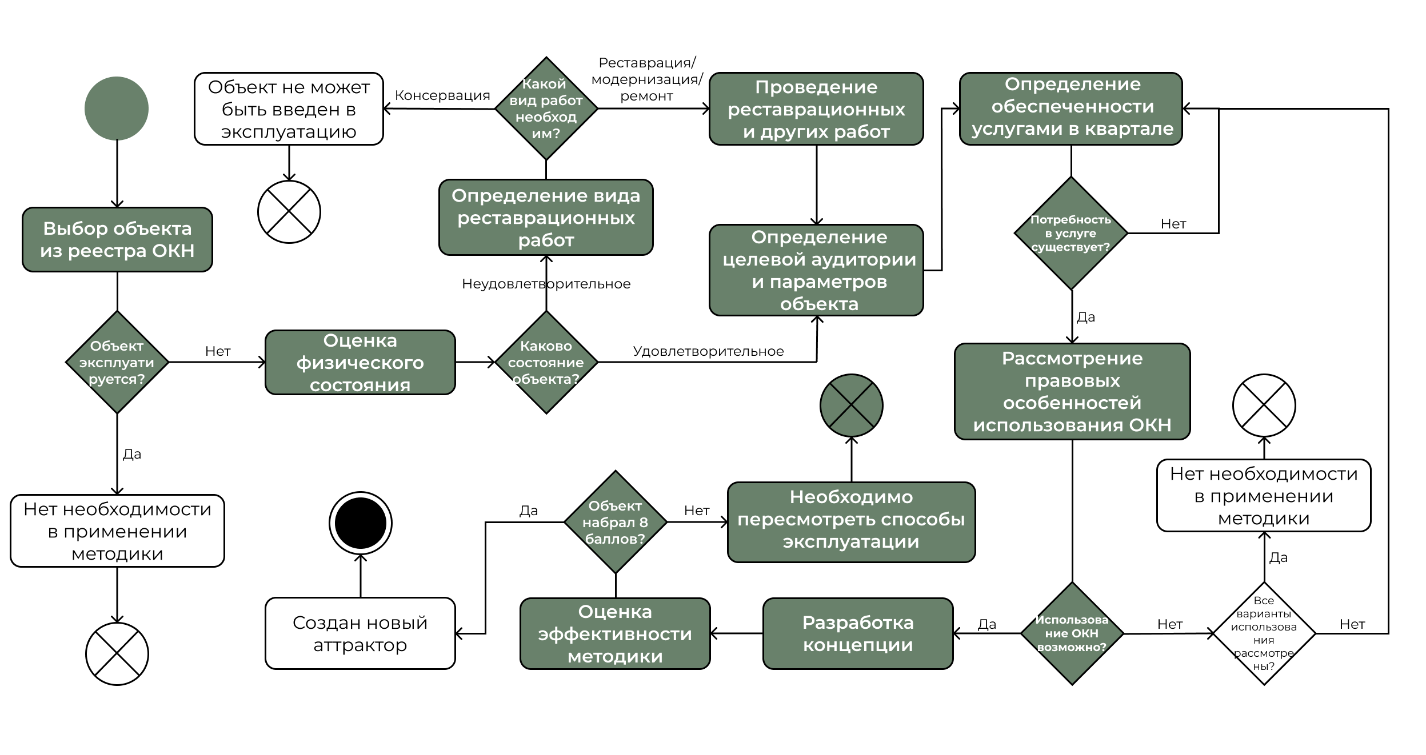 Выбор объекта
из реестра ОКН
Объект
эксплуати
руется?
Нет
Да
Нет необходимости
в применении
методики
Оценка
физического
состояния
Каково
состояние
объекта?
Неудовлетворительное
Удовлетворительное
Определение вида
реставрационных
работ
Какой
вид работ
необход
им?
Консервация
Объект не может
быть введен в
эксплуатацию
Реставрация/
модернизация/
ремонт
Проведение
реставрационных
и других работ
Определение
целевой аудитории
и параметров
объекта
Определение
обеспеченности
услугами в квартале
Потребность
в услуге
существует?
Нет
Да
Рассмотрение
правовых
особенностей
использования ОКН
Использова
ние ОКН
возможно?
Нет
Все
варианты
использова
ния
рассмотре
ны?
Нет
Да
Нет необходимости
в применении
методики
Да
Разработка
концепции
Оценка
эффективности
методики
Объект
набрал 8
баллов?
Нет
Необходимо
пересмотреть способы
эксплуатации
Да
Создан новый
аттрактор